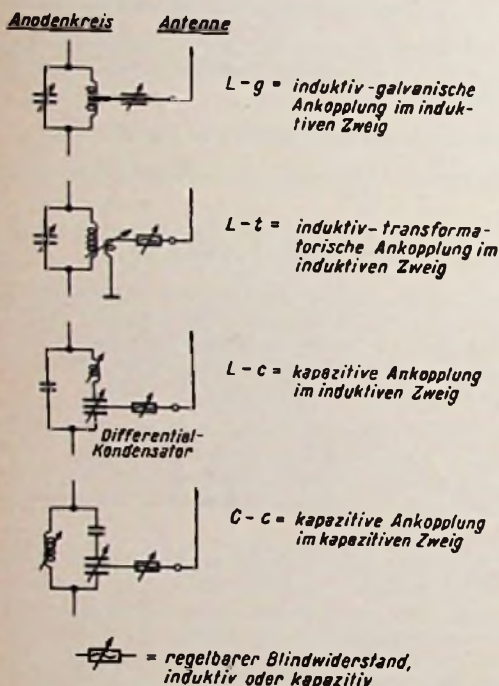 Anodenkreis Antenne
L-g = induktiv-galvanische
Ankopplung im induk-
tiven Zweig
L-t = induktiv-transforma-
torische Ankopplung im
induktiven Zweig
L-c = kapazitive Ankopplung
im induktiven Zweig
Differential-
Kondensator
C-c = kapazitive Ankopplung
im kapazitiven Zweig
= regelbarer Blindwiderstand,
induktiv oder kapazitiv